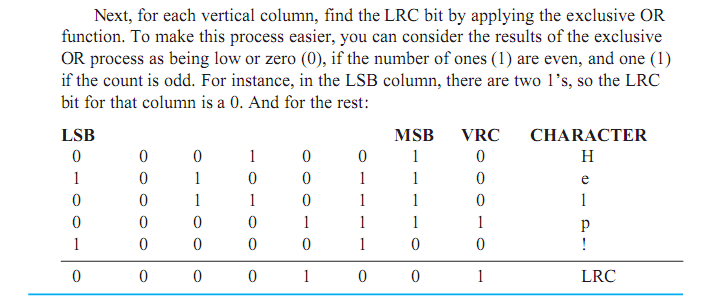 Next, for each vertical column, find the LRC bit by applying the exclusive OR
function. To make this process easier, you can consider the results of the exclusive
OR process as being low or zero (0), if the number of ones (1) are even, and one (1)
if the count is odd. For instance, in the LSB column, there are two 1’s, so the LRC
bit for that column is a 0. And for the rest:
LSB MSB VRC CHARACTER
0 0 0 1 0 0 1 0 H
1 0 1 0 0 1 1 0 e
0 0 1 1 0 1 1 0 l
0 0 0 0 1 1 1 1 p
1 0 0 0 0 1 0 0 !
0 0 0 0 1 0 0 1 LRC